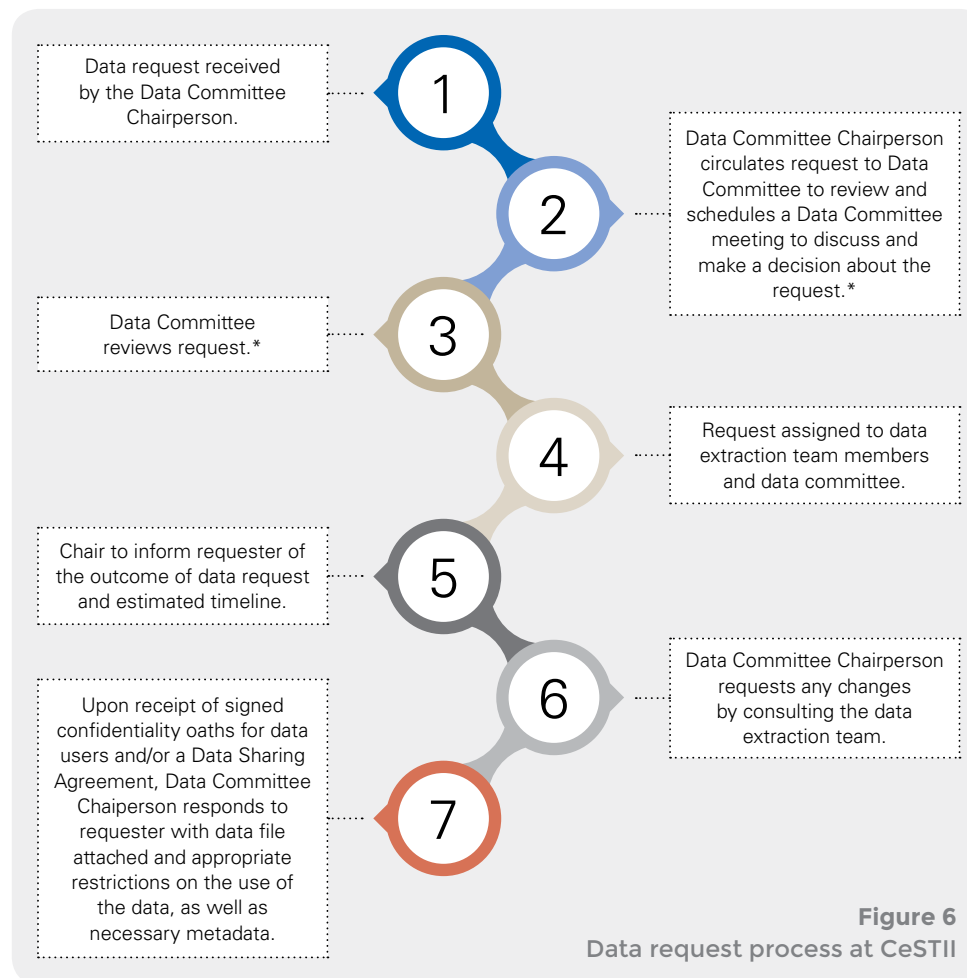 1
Data request received
by the Data Committee
Chairperson.
2
Data Committee Chairperson
circulates request to Data
Committee to review and
schedules a Data Committee
meeting to discuss and
make a decision about the
request.*
3
Data Committee
reviews request.*
4
Request assigned to data
extraction team members
and data committee.
5
Chair to inform requester of
the outcome of data request
and estimated timeline.
6
Data Committee Chairperson
requests any changes
by consulting the data
extraction team.
7
Upon receipt of signed
confidentiality oaths for data
users and/or a Data Sharing
Agreement, Data Committee
Chaiperson responds to
requester with data file
attached and appropriate
restrictions on the use of
the data, as well as
necessary metadata.
Figure 6
Data request process at CeSTII